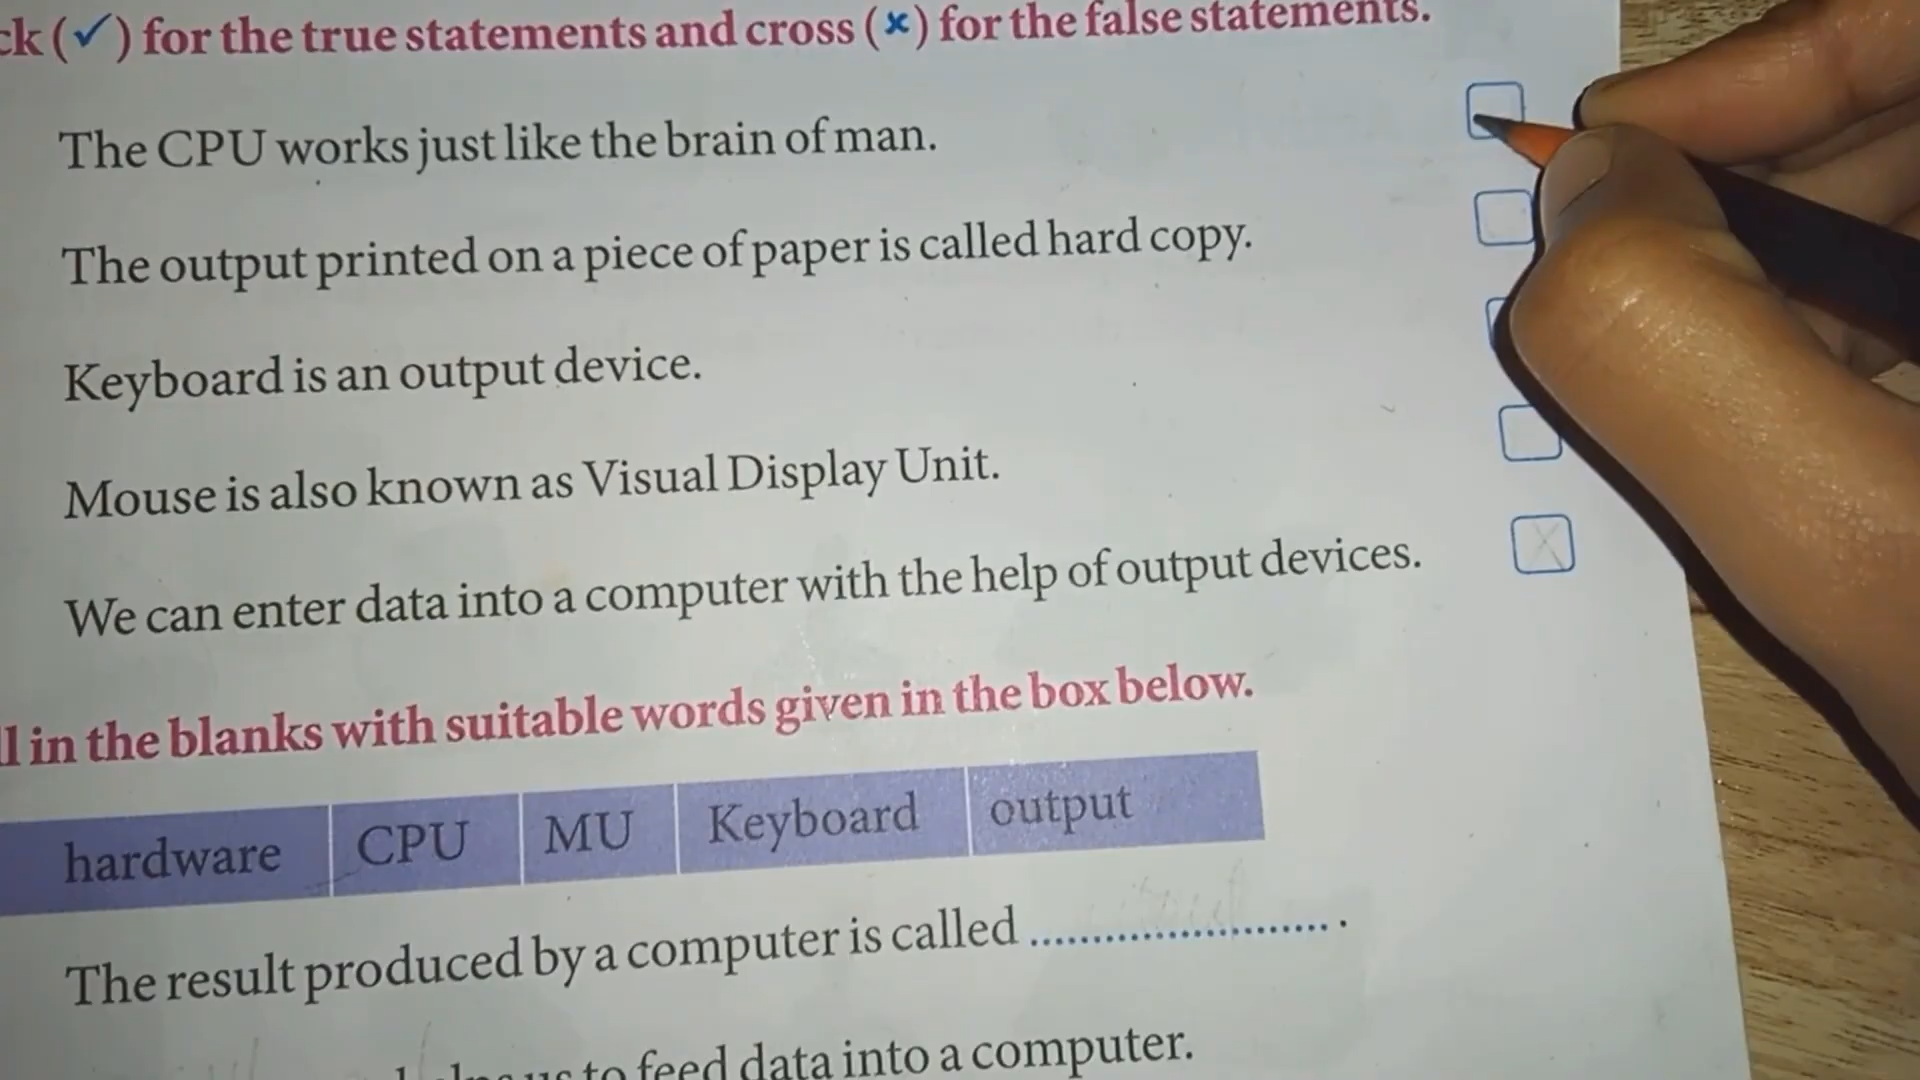 ck (✓) for the true statements and cross (×) for the false statements.
The CPU works just like the brain of man.
The output printed on a piece of paper is called hard copy.
Keyboard is an output device.
Mouse is also known as Visual Display Unit.
We can enter data into a computer with the help of output devices.
ll in the blanks with suitable words given in the box below.
hardware CPU MU Keyboard output
The result produced by a computer is called ........................ .
us to feed data into a computer.